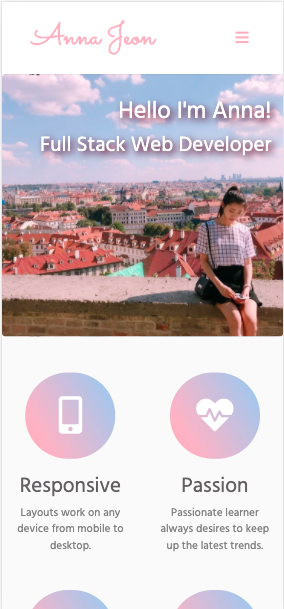 Anna Jeon
Hello I'm Anna!
Full Stack Web Developer
Responsive
Layouts work on any
device from mobile to
desktop.
Passion
Passionate learner
always desires to keep
up the latest trends.